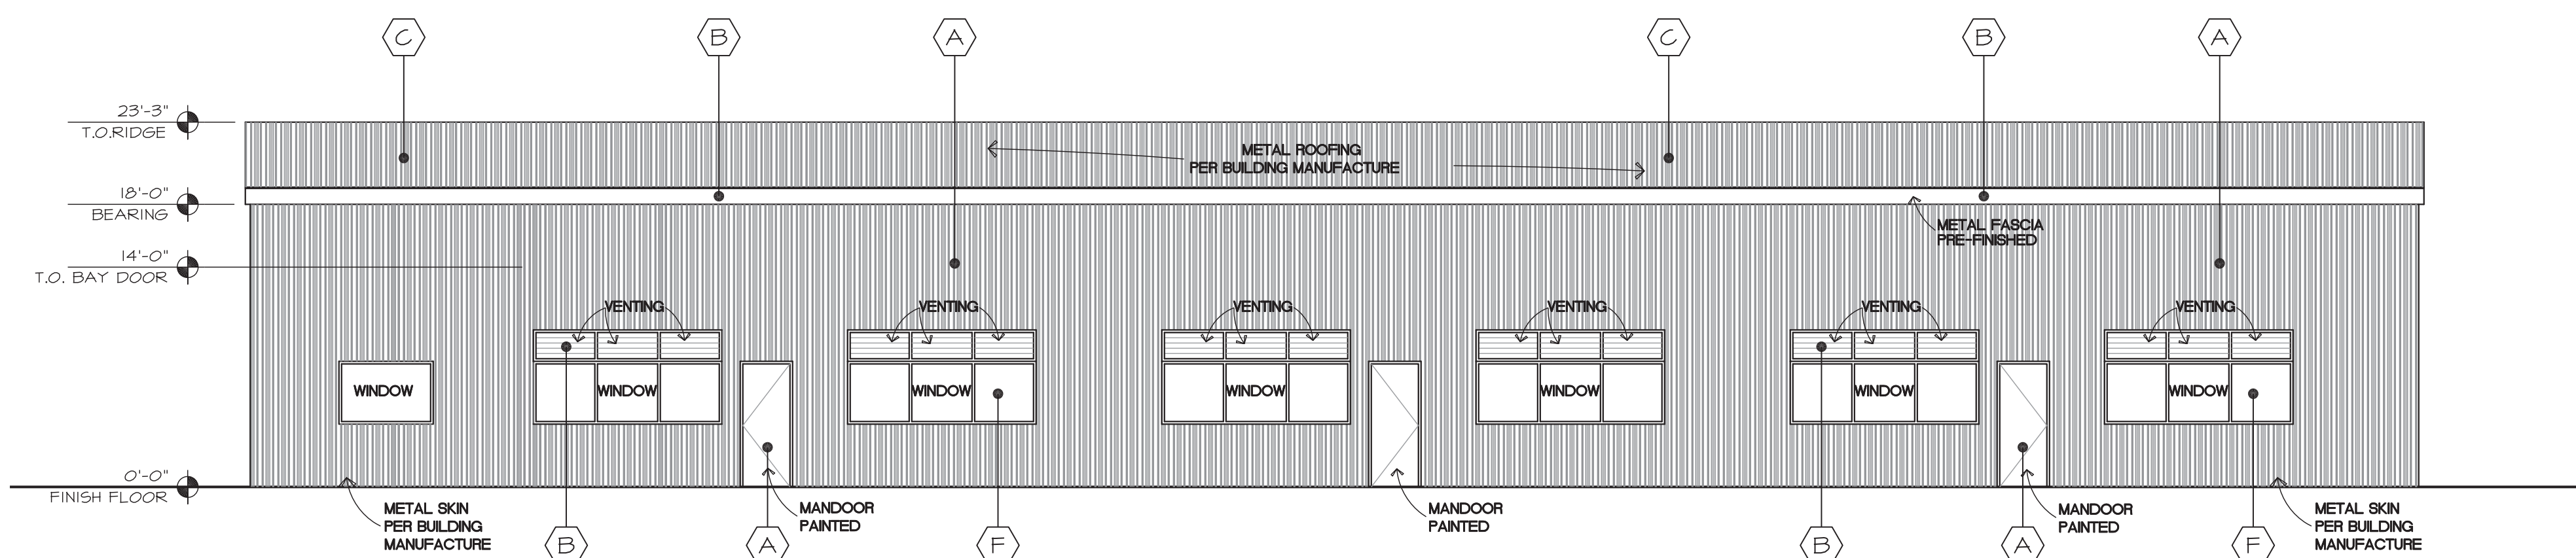 C B A C B A
23'-3"
T.O.RIDGE
METAL ROOFING
PER BUILDING MANUFACTURE
18'-0"
BEARING
METAL FASCIA
PRE-FINISHED
14'-0"
T.O. BAY DOOR
VENTING VENTING VENTING VENTING VENTING VENTING
WINDOW WINDOW WINDOW WINDOW WINDOW WINDOW WINDOW
0'-0"
FINISH FLOOR
METAL SKIN
PER BUILDING
MANUFACTURE
MANDOOR
PAINTED
MANDOOR
PAINTED
MANDOOR
PAINTED
METAL SKIN
PER BUILDING
MANUFACTURE
B A F B A F